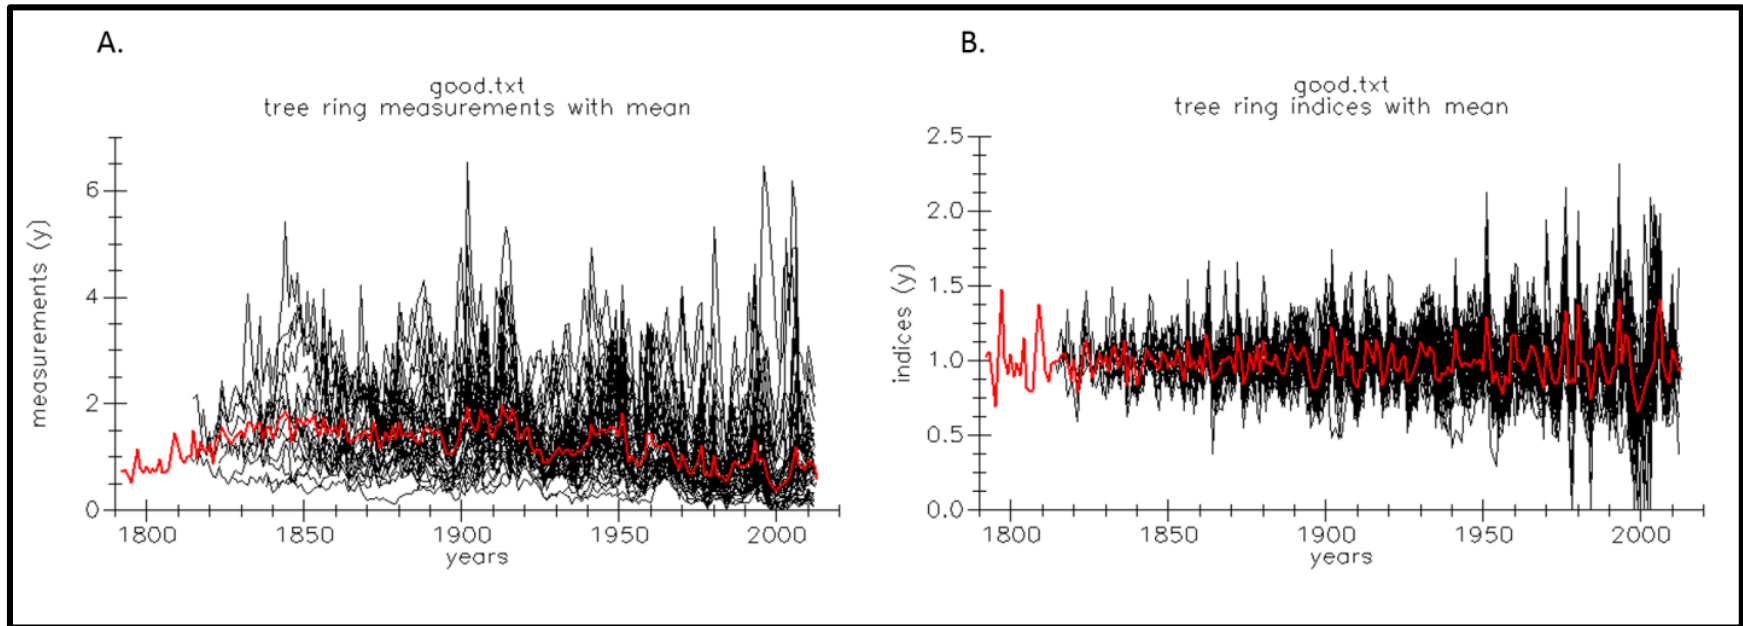 A.
good.txt
tree ring measurements with mean
measurements (y)
6
4
2
0
1800 1850 1900 1950 2000
years
B.
good.txt
tree ring indices with mean
indices (y)
2.5
2.0
1.5
1.0
0.5
0.0
1800 1850 1900 1950 2000
years